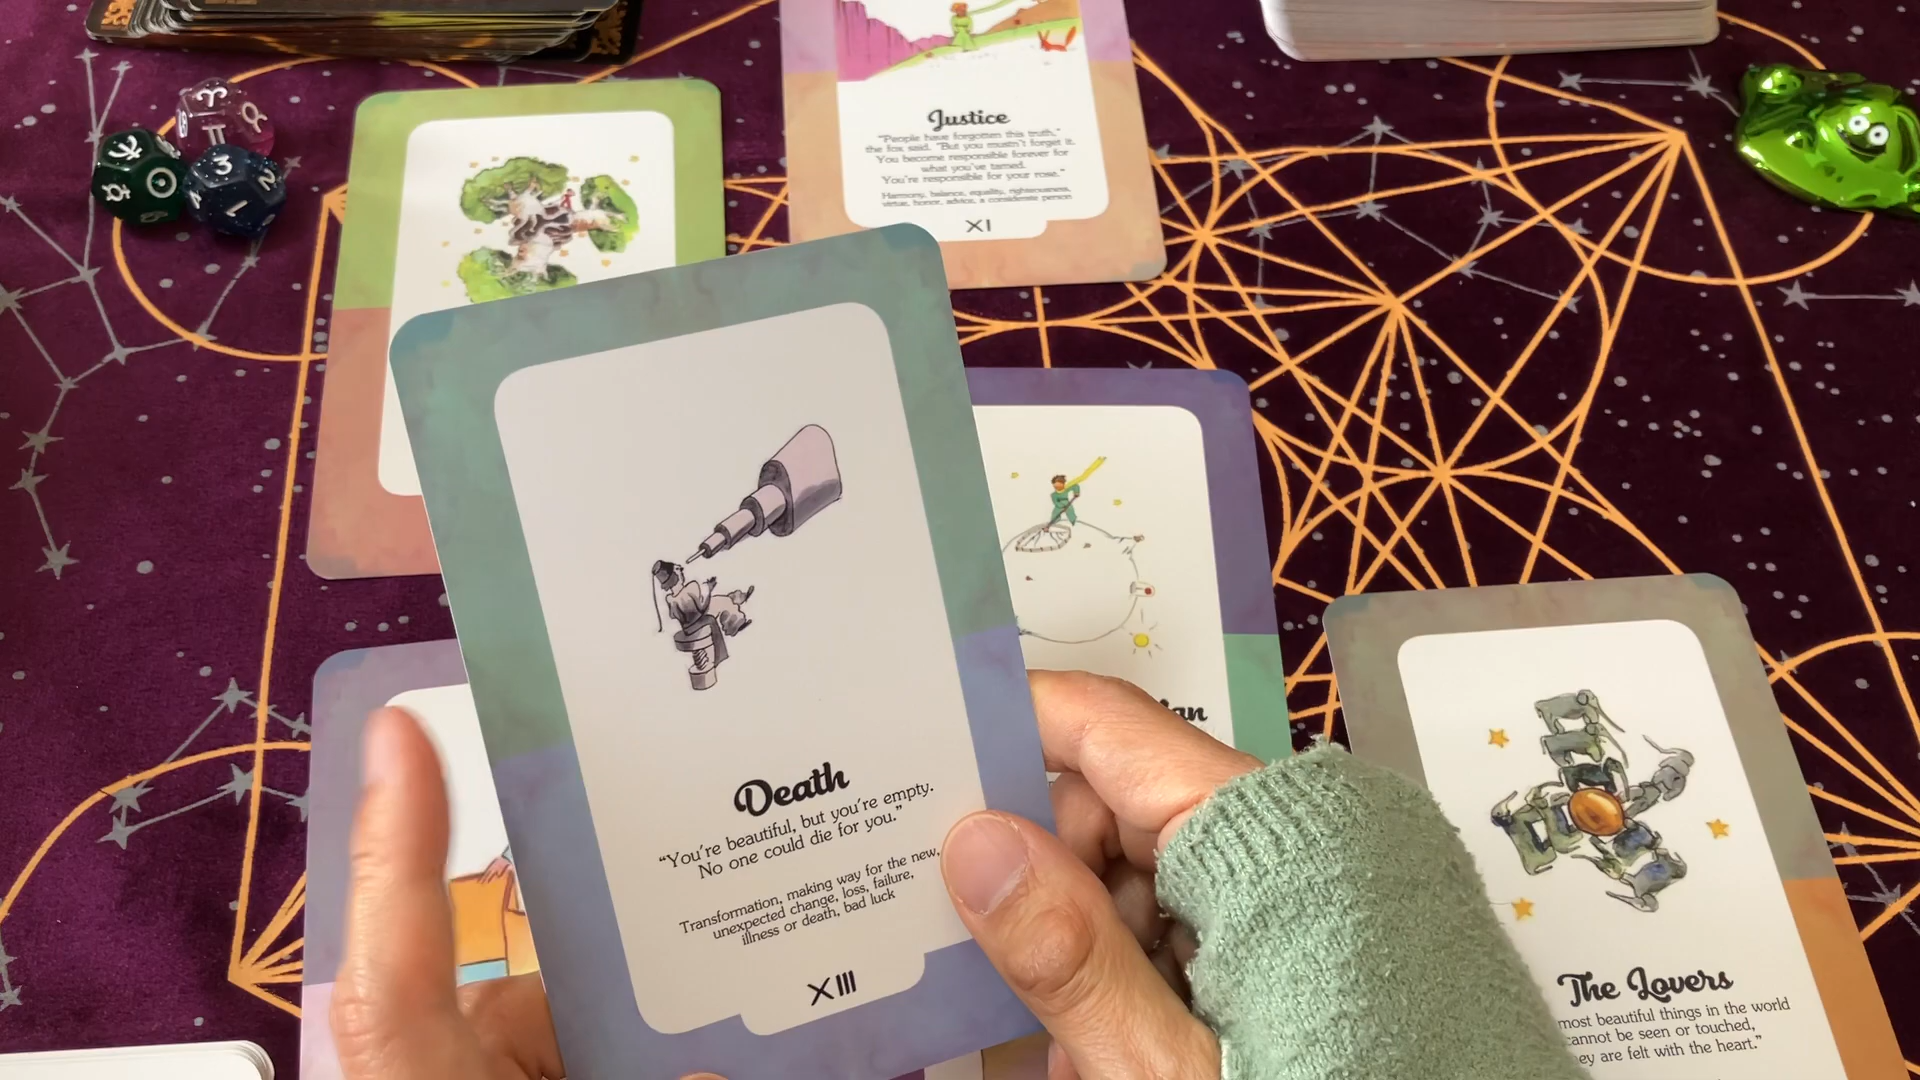 Justice
"People have forgotten this truth,"
the fox said, "But you mustn't forget it.
You become responsible forever for
what you've tamed.
You're responsible for your rose."
Harmony, balance, equality, righteousness,
virtue, honor, advice, a considerate person
XI
3
2
1
4
Death
"You're beautiful, but you're empty.
No one could die for you."
Transformation, making way for the new,
unexpected change, loss, failure,
illness or death, bad luck
XIII
The Lovers
most beautiful things in the world
cannot be seen or touched,
are felt with the heart."